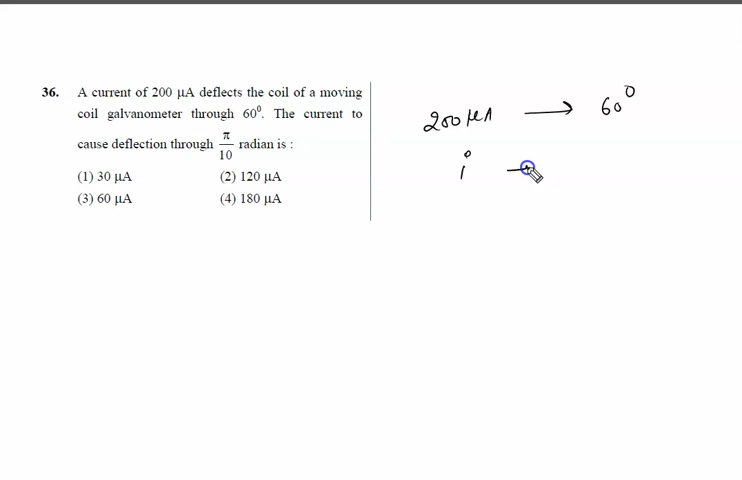 36. A current of 200 μA deflects the coil of a moving
coil galvanometer through 60⁰. The current to
cause deflection through π/10 radian is :
(1) 30 μA (2) 120 μA
(3) 60 μA (4) 180 μA
200 μA → 60⁰
i →